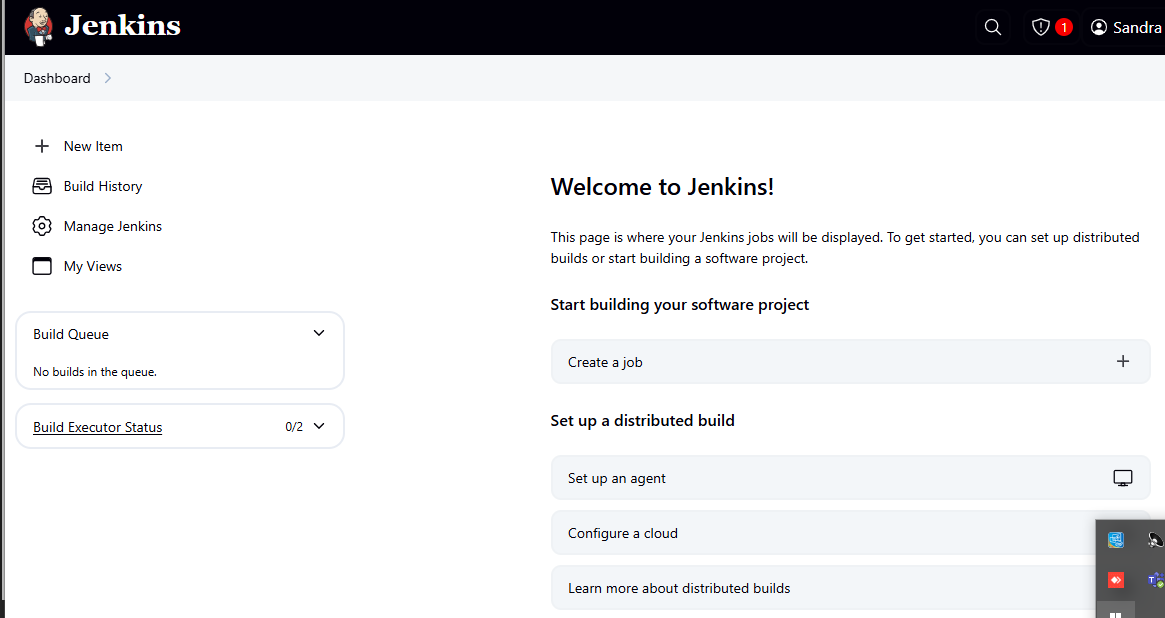 Jenkins
1
Sandra
Dashboard
New Item
Build History
Manage Jenkins
My Views
Build Queue
No builds in the queue.
Build Executor Status
0/2
Welcome to Jenkins!
This page is where your Jenkins jobs will be displayed. To get started, you can set up distributed
builds or start building a software project.
Start building your software project
Create a job
Set up a distributed build
Set up an agent
Configure a cloud
Learn more about distributed builds